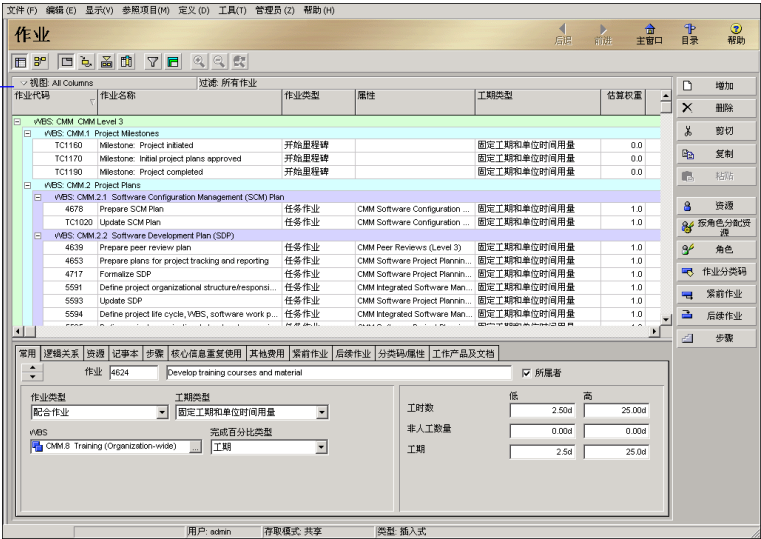 文件(F) 编辑(E) 显示(V) 参照项目(M) 定义(D) 工具(T) 管理员(Z) 帮助(H)
作业
后退 前进 主窗口 目录 帮助
视图: All Columns 过滤: 所有作业
作业代码 作业名称 作业类型 属性 工期类型 估算权重
WBS: CMM CMM Level 3
WBS: CMM.1 Project Milestones
TC1160 Milestone: Project initiated 开始里程碑 固定工期和单位时间用量 0.0
TC1170 Milestone: Initial project plans approved 开始里程碑 固定工期和单位时间用量 0.0
TC1190 Milestone: Project completed 开始里程碑 固定工期和单位时间用量 0.0
WBS: CMM.2 Project Plans
WBS: CMM.2.1 Software Configuration Management (SCM) Plan
4678 Prepare SCM Plan 任务作业 CMM Software Configuration ... 固定工期和单位时间用量 1.0
TC1020 Update SCM Plan 任务作业 CMM Software Configuration ... 固定工期和单位时间用量 1.0
WBS: CMM.2.2 Software Development Plan (SDP)
4639 Prepare peer review plan 任务作业 CMM Peer Reviews (Level 3) 固定工期和单位时间用量 1.0
4653 Prepare plans for project tracking and reporting 任务作业 CMM Software Project Plannin... 固定工期和单位时间用量 1.0
4717 Formalize SDP 任务作业 CMM Software Project Plannin... 固定工期和单位时间用量 1.0
5591 Define project organizational structure/responsi... 任务作业 CMM Integrated Software Man... 固定工期和单位时间用量 1.0
5593 Update SDP 任务作业 CMM Software Project Plannin... 固定工期和单位时间用量 1.0
5594 Define project life cycle, WBS, software work p... 任务作业 CMM Integrated Software Man... 固定工期和单位时间用量 1.0
增加
删除
剪切
复制
粘贴
资源
按角色分配资源
角色
作业分类码
紧前作业
后续作业
步骤
常用 逻辑关系 资源 记事本 步骤 核心信息重复使用 其他费用 紧前作业 后续作业 分类码/属性 工作产品及文档
作业 4624 Develop training courses and material 所属者
作业类型 工期类型 低 高
配合作业 固定工期和单位时间用量 工时数 2.50d 25.00d
WBS 完成百分比类型 非人工数量 0.00d 0.00d
CMM.8 Training (Organization-wide) ... 工期 工期 2.5d 25.0d
用户: admin 存取模式: 共享 类型: 插入式